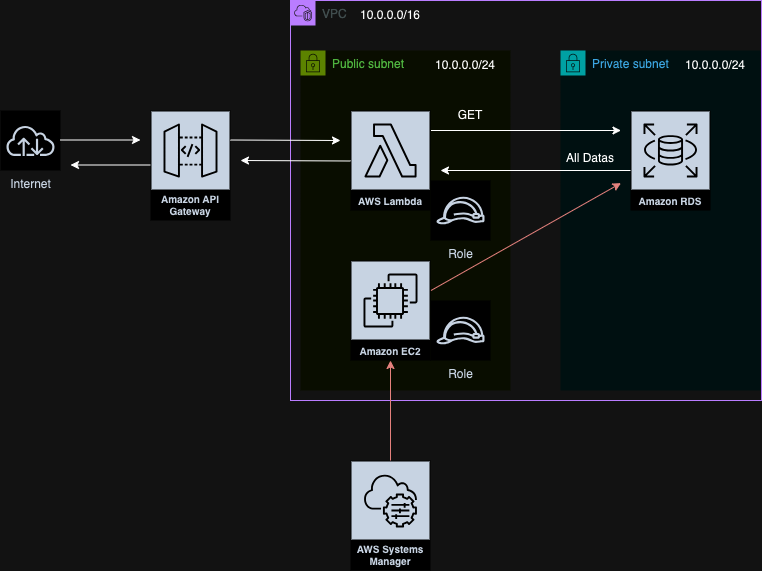 VPC 10.0.0.0/16
Public subnet 10.0.0.0/24
Private subnet 10.0.0.0/24
GET
All Datas
Internet
Amazon API
Gateway
AWS Lambda
Amazon RDS
Role
Amazon EC2
Role
AWS Systems
Manager